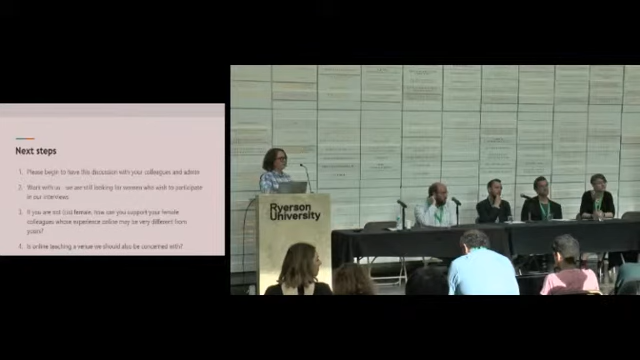 Next steps
1. Please begin to have this discussion with your colleagues and admin
2. Short with us - we are still looking for women who wish to participate
in our interviews
3. If you are not (cis) female, how can you support your female
colleagues whose experience online may be very different from
yours?
4. Is online teaching a venue we should also be concerned with?
Ryerson
University